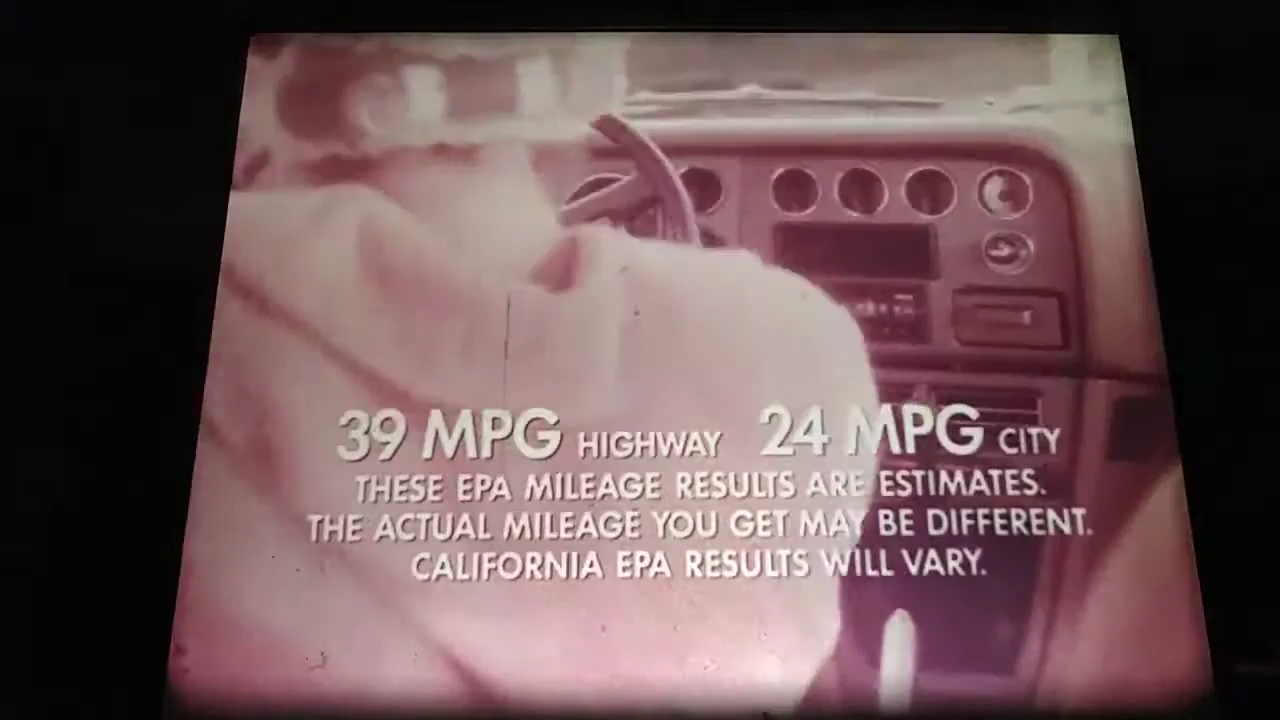 39 MPG HIGHWAY 24 MPG CITY
THESE EPA MILEAGE RESULTS ARE ESTIMATES.
THE ACTUAL MILEAGE YOU GET MAY BE DIFFERENT.
CALIFORNIA EPA RESULTS WILL VARY.